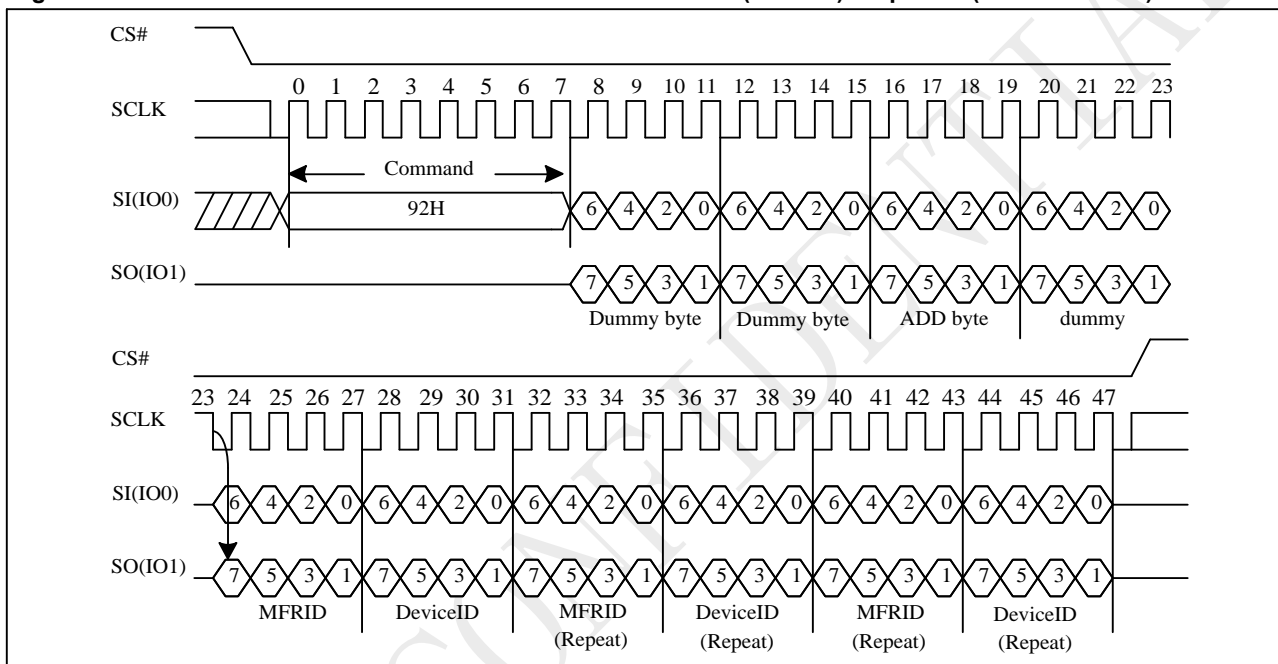 CS#
0 1 2 3 4 5 6 7 8 9 10 11 12 13 14 15 16 17 18 19 20 21 22 23
SCLK
Command
SI(IO0)
92H
6 4 2 0 6 4 2 0 6 4 2 0 6 4 2 0
SO(IO1)
7 5 3 1 7 5 3 1 7 5 3 1 7 5 3 1
Dummy byte Dummy byte ADD byte dummy
CS#
23 24 25 26 27 28 29 30 31 32 33 34 35 36 37 38 39 40 41 42 43 44 45 46 47
SCLK
SI(IO0)
6 4 2 0 6 4 2 0 6 4 2 0 6 4 2 0 6 4 2 0 6 4 2 0
SO(IO1)
7 5 3 1 7 5 3 1 7 5 3 1 7 5 3 1 7 5 3 1 7 5 3 1
MFRID DeviceID MFRID DeviceID MFRID DeviceID
(Repeat) (Repeat) (Repeat) (Repeat)
CONFIDENTIA